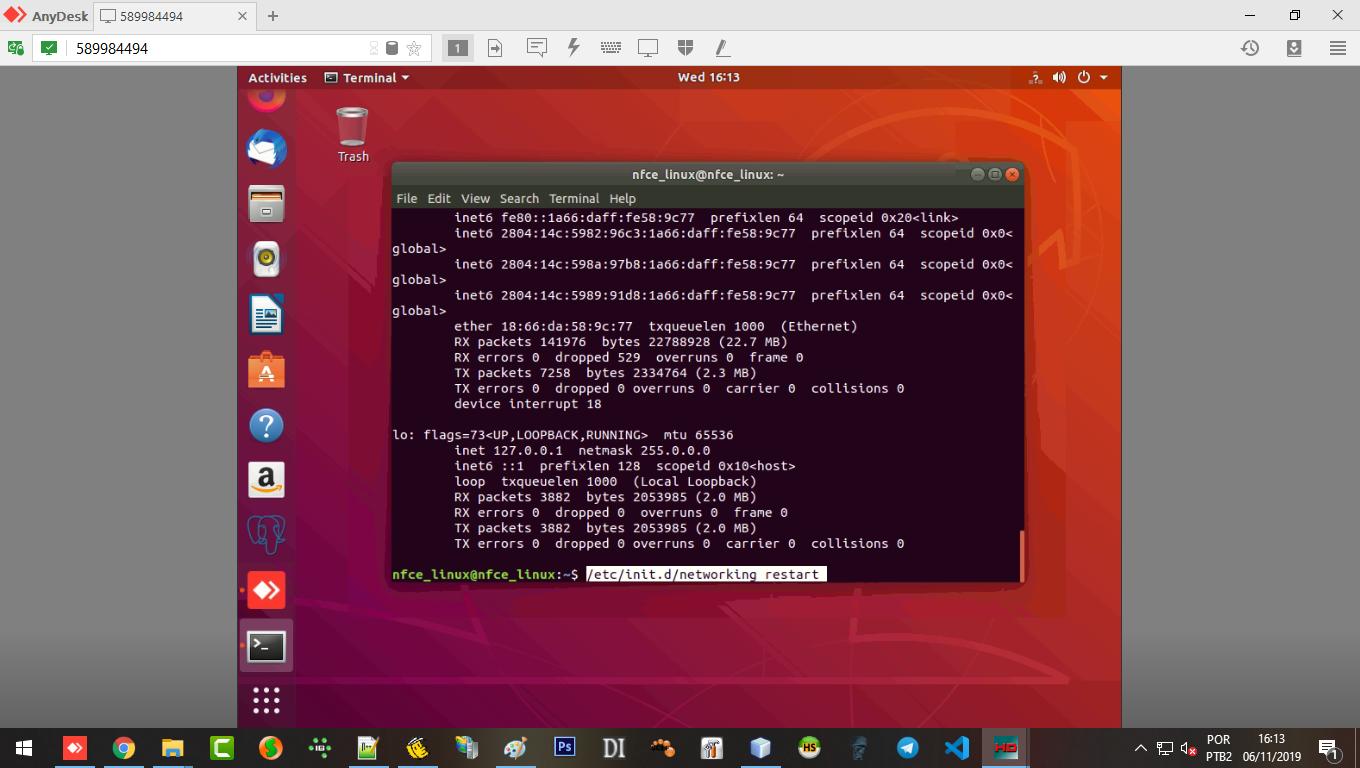 AnyDesk
589984494
589984494
1
Activities
Terminal
Wed 16:13
?
Trash
nfce_linux@nfce_linux: ~
File Edit View Search Terminal Help
inet6 fe80::1a66:daff:fe58:9c77 prefixlen 64 scopeid 0x20<link>
inet6 2804:14c:5982:96c3:1a66:daff:fe58:9c77 prefixlen 64 scopeid 0x0<
global>
inet6 2804:14c:598a:97b8:1a66:daff:fe58:9c77 prefixlen 64 scopeid 0x0<
global>
inet6 2804:14c:5989:91d8:1a66:daff:fe58:9c77 prefixlen 64 scopeid 0x0<
global>
ether 18:66:da:58:9c:77 txqueuelen 1000 (Ethernet)
RX packets 141976 bytes 22788928 (22.7 MB)
RX errors 0 dropped 529 overruns 0 frame 0
TX packets 7258 bytes 2334764 (2.3 MB)
TX errors 0 dropped 0 overruns 0 carrier 0 collisions 0
device interrupt 18
lo: flags=73<UP,LOOPBACK,RUNNING> mtu 65536
inet 127.0.0.1 netmask 255.0.0.0
inet6 ::1 prefixlen 128 scopeid 0x10<host>
loop txqueuelen 1000 (Local Loopback)
RX packets 3882 bytes 2053985 (2.0 MB)
RX errors 0 dropped 0 overruns 0 frame 0
TX packets 3882 bytes 2053985 (2.0 MB)
TX errors 0 dropped 0 overruns 0 carrier 0 collisions 0
nfce_linux@nfce_linux:~$ /etc/init.d/networking restart
Ps
DI
HS
HD
POR
PTB2
16:13
06/11/2019
1